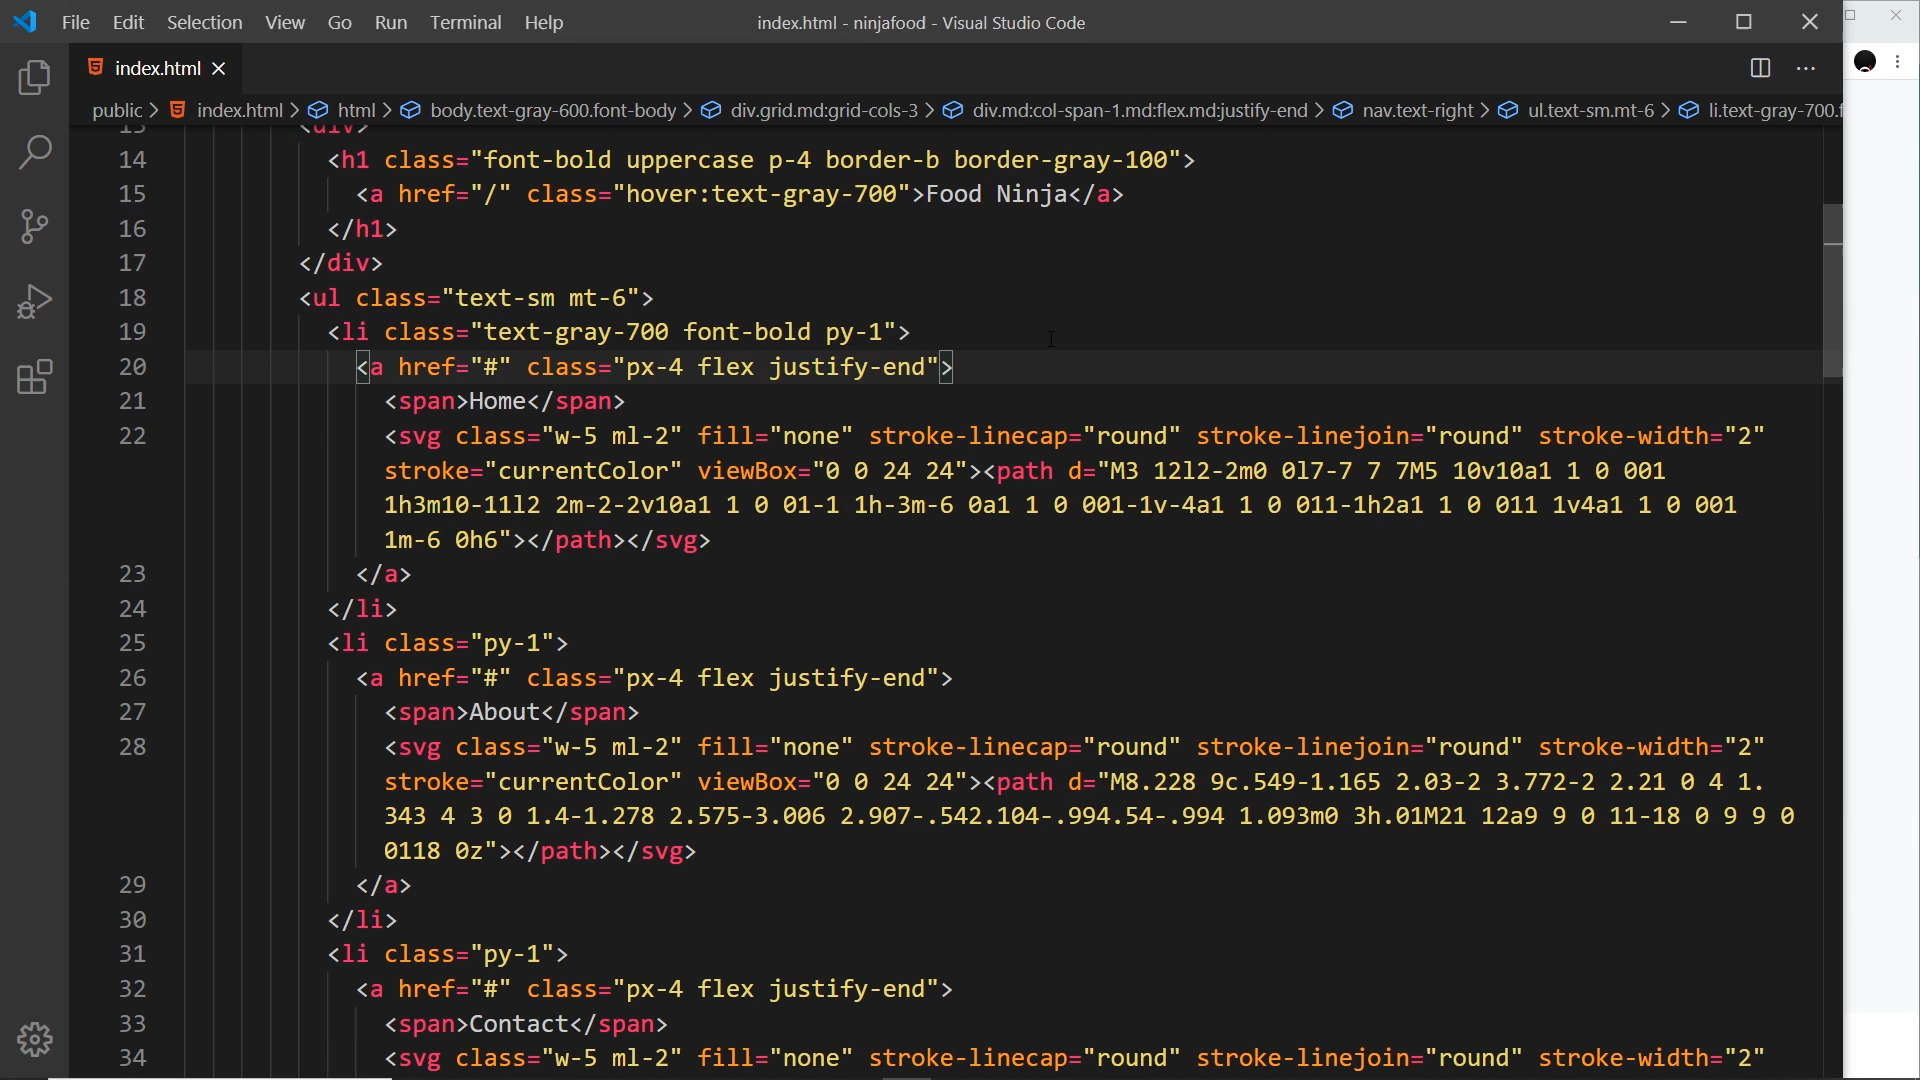 File Edit Selection View Go Run Terminal Help
index.html - ninjafood - Visual Studio Code
index.html
public > index.html > html > body.text-gray-600.font-body > div.grid.md:grid-cols-3 > div.md:col-span-1.md:flex.md:justify-end > nav.text-right > ul.text-sm.mt-6 > li.text-gray-700.f
13 <div>
14 <h1 class="font-bold uppercase p-4 border-b border-gray-100">
15 <a href="/" class="hover:text-gray-700">Food Ninja</a>
16 </h1>
17 </div>
18 <ul class="text-sm mt-6">
19 <li class="text-gray-700 font-bold py-1">
20 <a href="#" class="px-4 flex justify-end">
21 <span>Home</span>
22 <svg class="w-5 ml-2" fill="none" stroke-linecap="round" stroke-linejoin="round" stroke-width="2"
stroke="currentColor" viewBox="0 0 24 24"><path d="M3 12l2-2m0 0l7-7 7 7M5 10v10a1 1 0 001
1h3m10-11l2 2m-2-2v10a1 1 0 01-1 1h-3m-6 0a1 1 0 001-1v-4a1 1 0 011-1h2a1 1 0 011 1v4a1 1 0 001
1m-6 0h6"></path></svg>
23 </a>
24 </li>
25 <li class="py-1">
26 <a href="#" class="px-4 flex justify-end">
27 <span>About</span>
28 <svg class="w-5 ml-2" fill="none" stroke-linecap="round" stroke-linejoin="round" stroke-width="2"
stroke="currentColor" viewBox="0 0 24 24"><path d="M8.228 9c.549-1.165 2.03-2 3.772-2 2.21 0 4 1.
343 4 3 0 1.4-1.278 2.575-3.006 2.907-.542.104-.994.54-.994 1.093m0 3h.01M21 12a9 9 0 11-18 0 9 9 0
0118 0z"></path></svg>
29 </a>
30 </li>
31 <li class="py-1">
32 <a href="#" class="px-4 flex justify-end">
33 <span>Contact</span>
34 <svg class="w-5 ml-2" fill="none" stroke-linecap="round" stroke-linejoin="round" stroke-width="2"